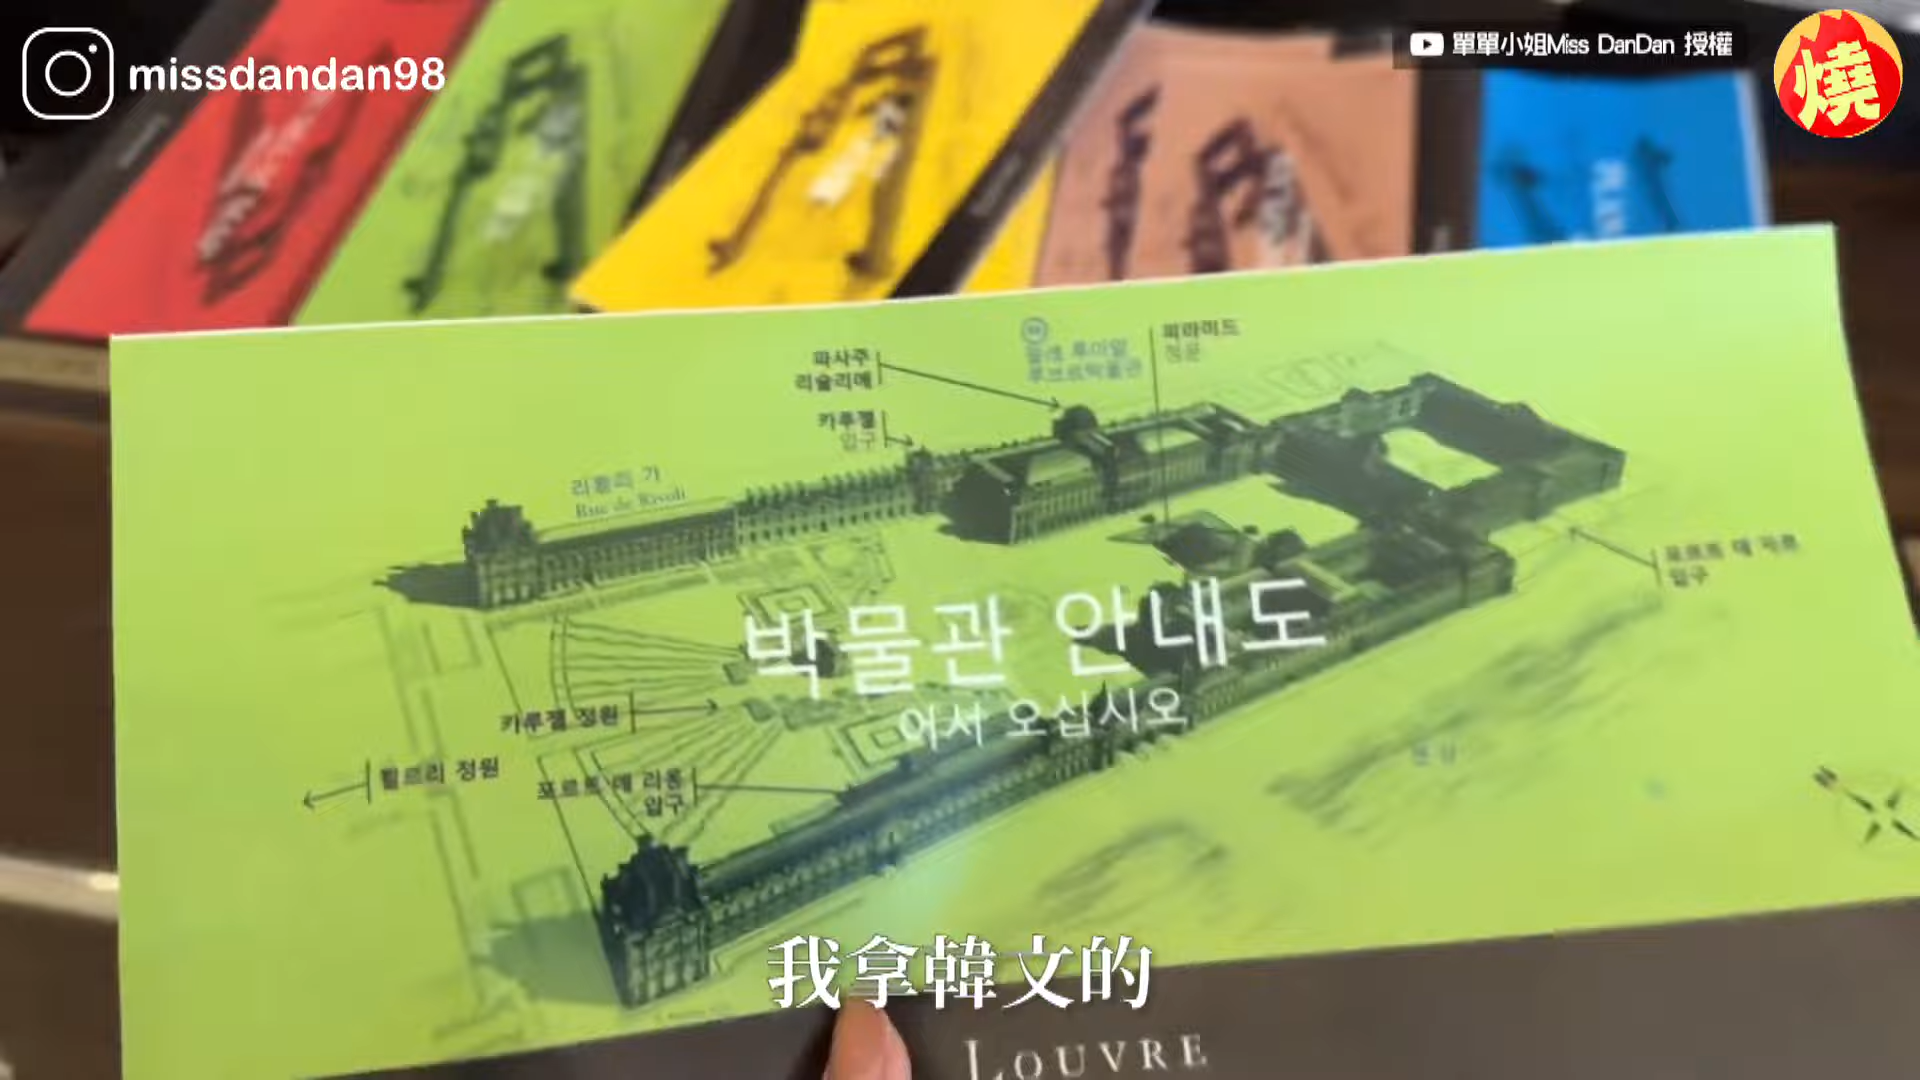 missdandan98
單單小姐Miss DanDan 授權
燒
파사주
리슐리에
카루젤
입구
피라미드
정문
리볼리 가
Rue de Rivoli
박물관 안내도
어서 오십시오
카루젤 정원
튈르리 정원
포르트 데 리옹
입구
입구
我拿韓文的
LOUVRE